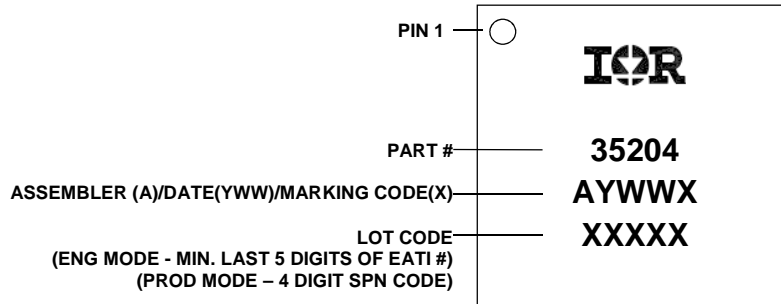 PIN 1
IOR
PART #
35204
ASSEMBLER (A)/DATE(YWW)/MARKING CODE(X)
AYWWX
LOT CODE
XXXXX
(ENG MODE - MIN. LAST 5 DIGITS OF EATI #)
(PROD MODE – 4 DIGIT SPN CODE)